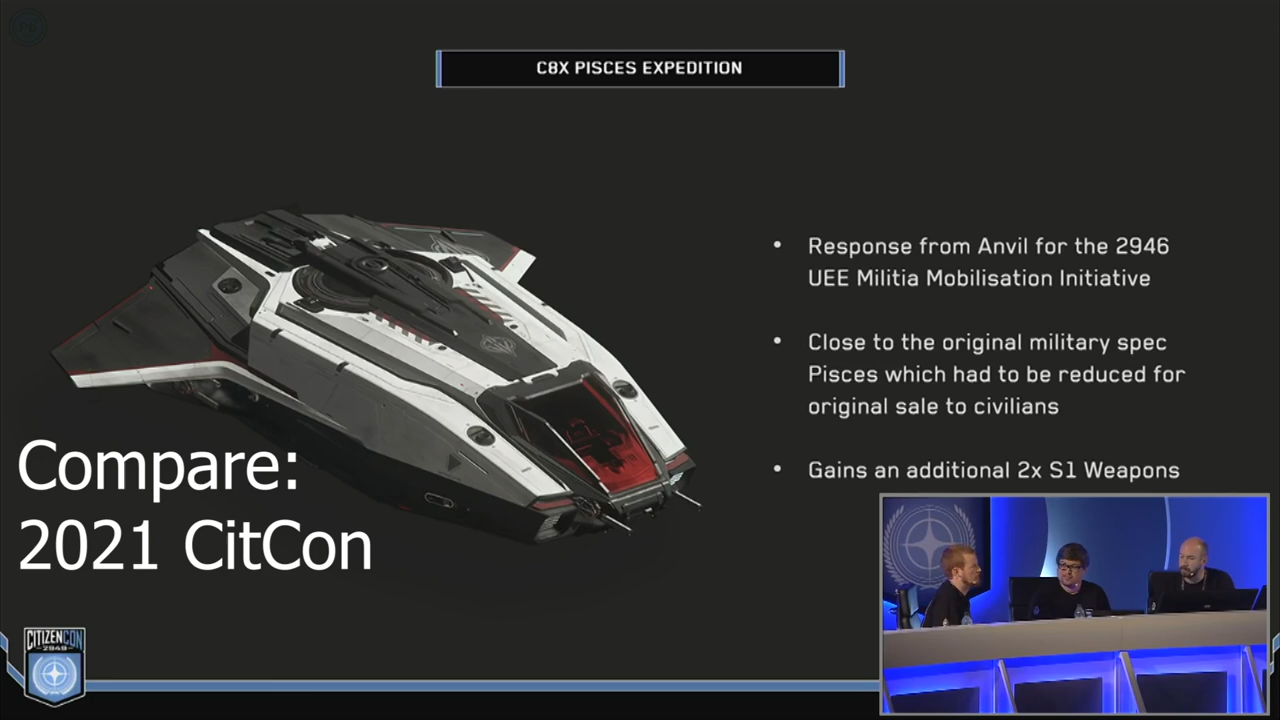 C8X PISCES EXPEDITION
• Response from Anvil for the 2946
UEE Militia Mobilisation Initiative
• Close to the original military spec
Pisces which had to be reduced for
original sale to civilians
• Gains an additional 2x S1 Weapons
Compare:
2021 CitCon
CITIZENCON
2949